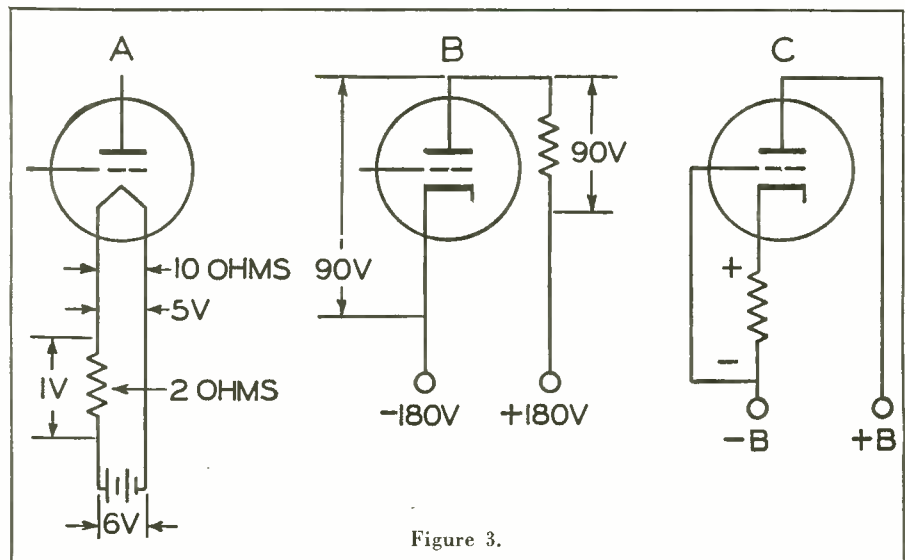 A
B
C
10 OHMS
5V
1V
2 OHMS
6V
90V
90V
-180V
+180V
+
-
-B
+B
Figure 3.